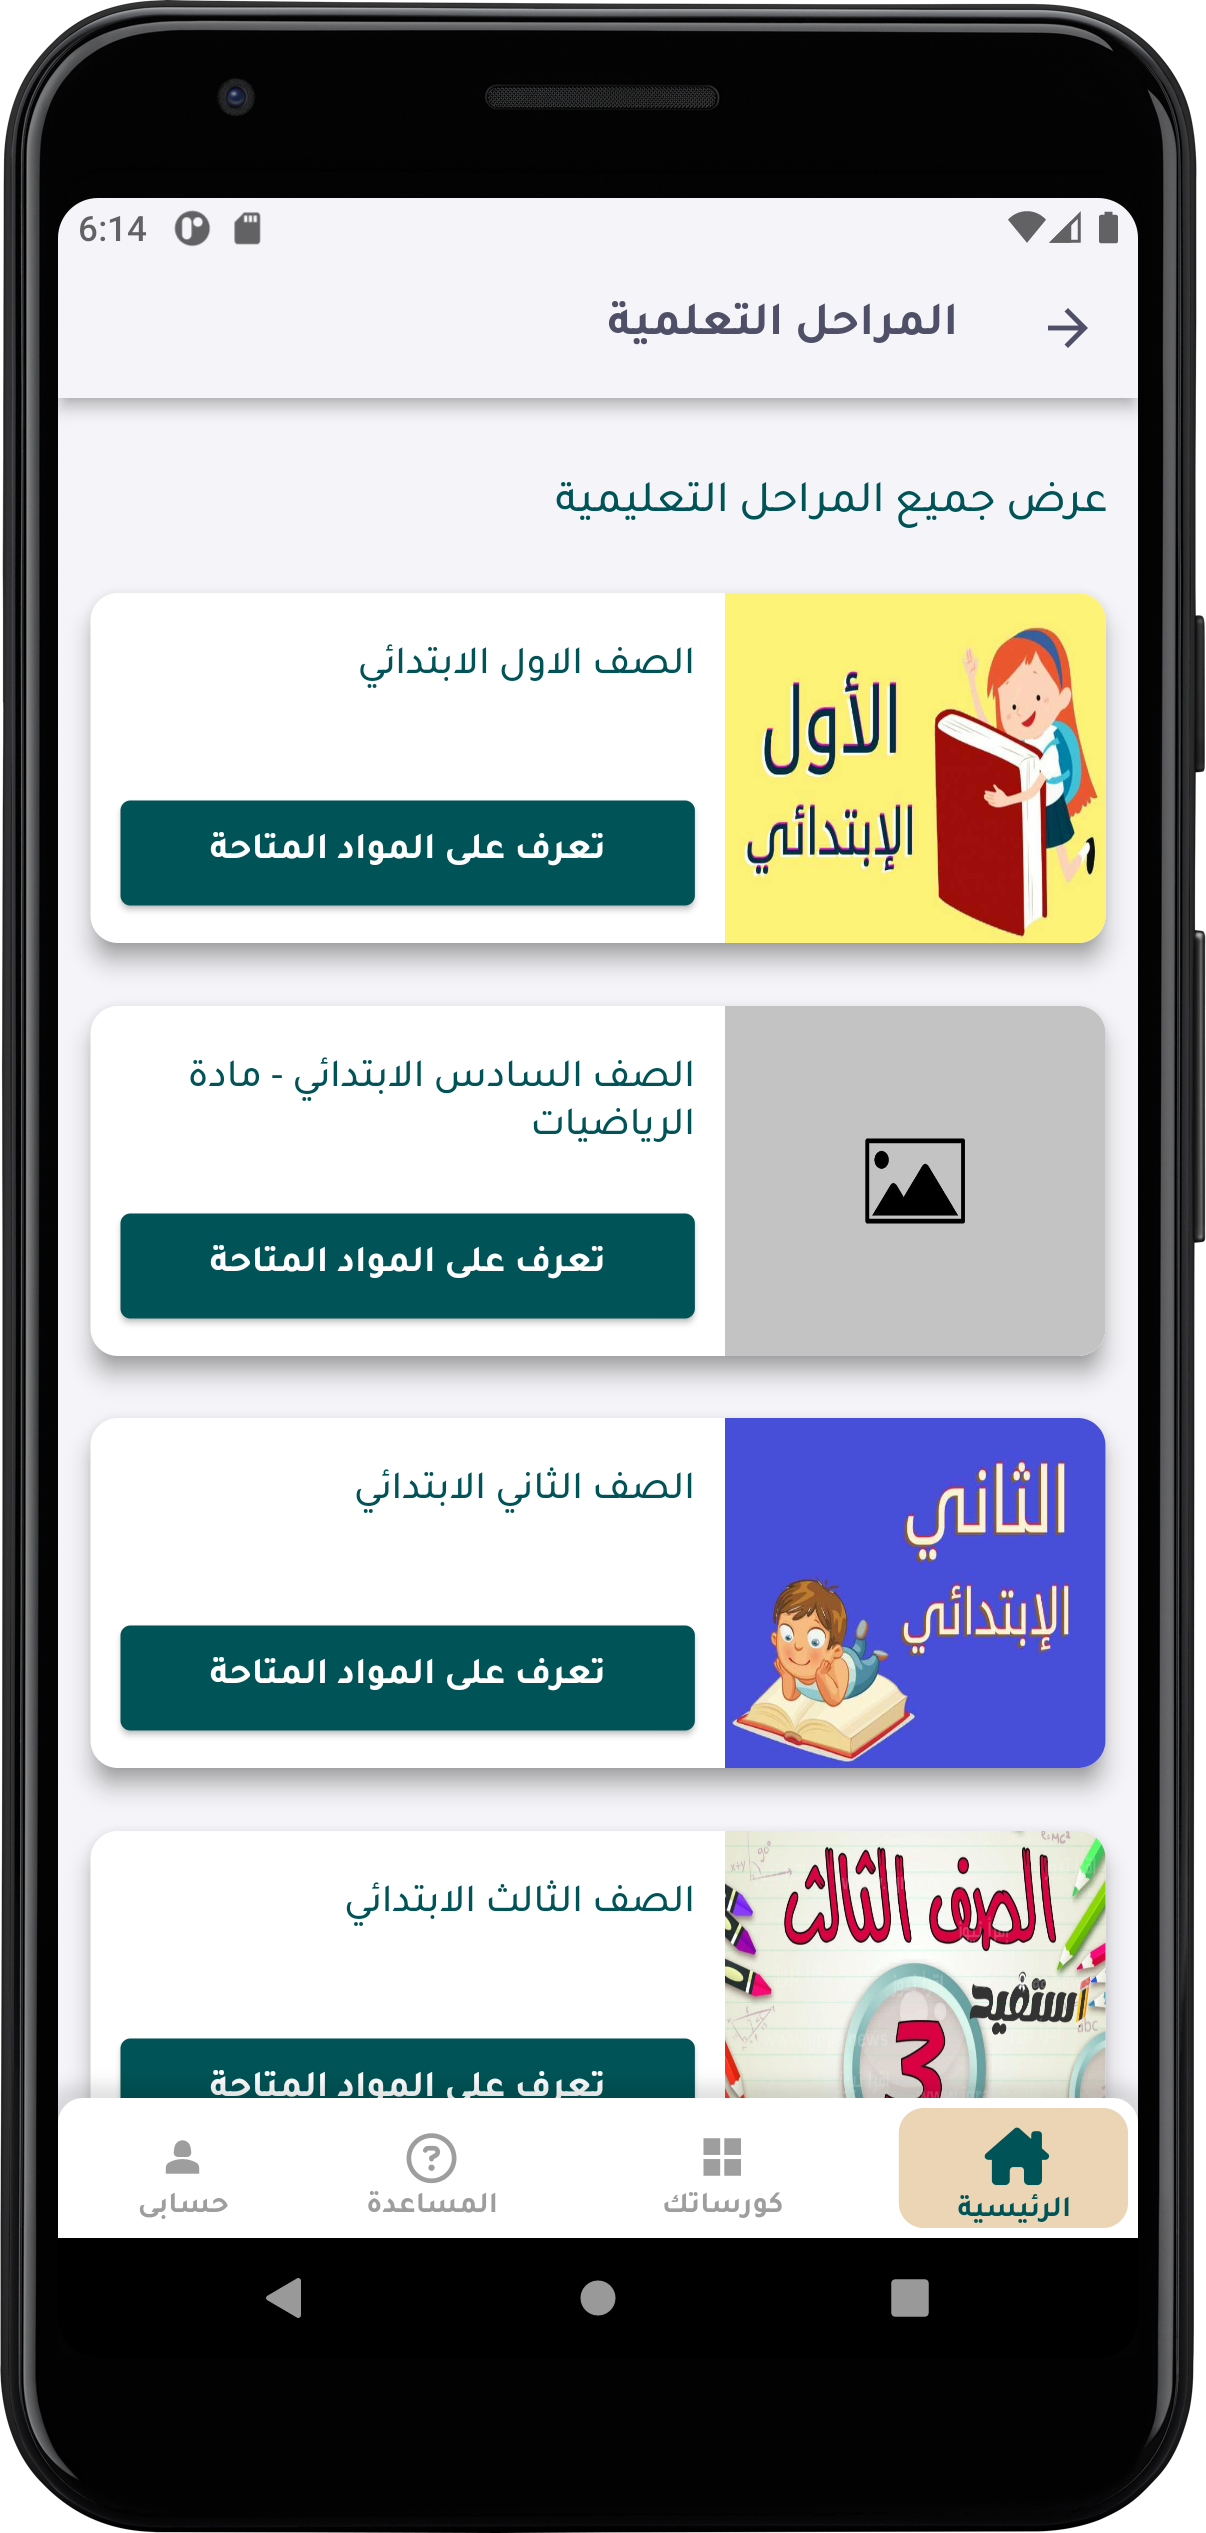 6:14
المراحل التعلمية
عرض جميع المراحل التعليمية
الأول
الإبتدائي
الصف الاول الابتدائي
تعرف على المواد المتاحة
الصف السادس الابتدائي - مادة
الرياضيات
تعرف على المواد المتاحة
الثاني
الإبتدائي
الصف الثاني الابتدائي
تعرف على المواد المتاحة
الصف الثالث
أستفيد
3
abc
x+y
90°
الصف الثالث الابتدائي
تعرف على المواد المتاحة
الرئيسية
كورساتك
المساعدة
حسابى